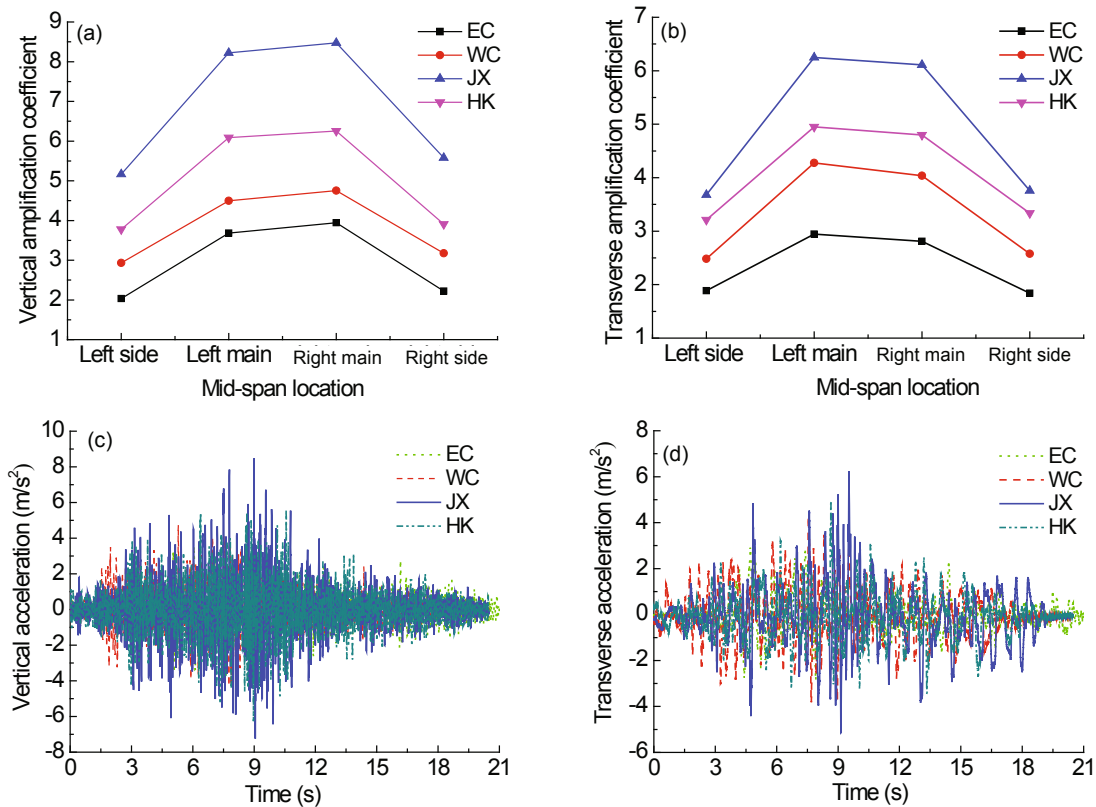 (a)
EC
WC
JX
HK
Vertical amplification coefficient
9
8
7
6
5
4
3
2
1
Left side Left main Right main Right side
Mid-span location
(b)
EC
WC
JX
HK
Transverse amplification coefficient
7
6
5
4
3
2
1
Left side Left main Right main Right side
Mid-span location
(c)
EC
WC
JX
HK
Vertical acceleration (m/s²)
10
8
6
4
2
0
-2
-4
-6
-8
0 3 6 9 12 15 18 21
Time (s)
(d)
EC
WC
JX
HK
Transverse acceleration (m/s²)
8
6
4
2
0
-2
-4
-6
0 3 6 9 12 15 18 21
Time (s)